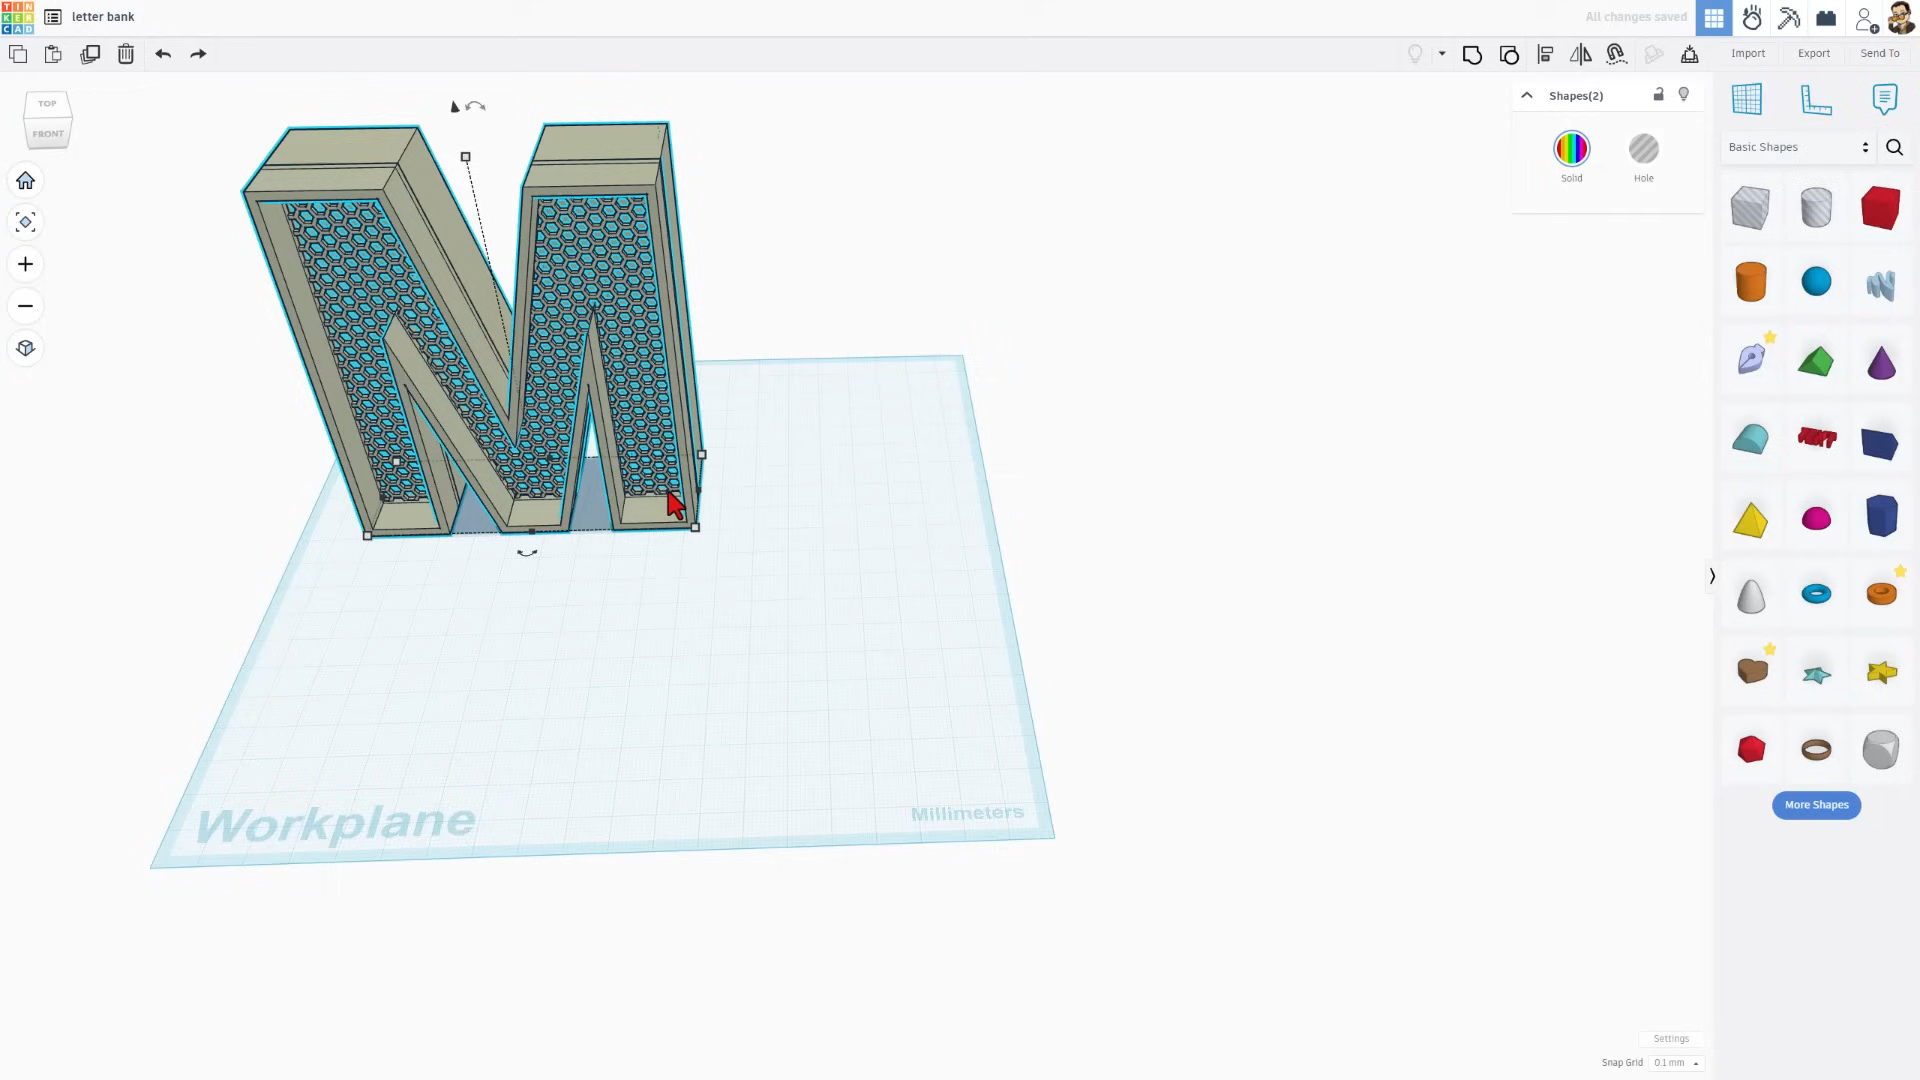 TIN
KER
CAD
letter bank
All changes saved
Import
Export
Send To
TOP
FRONT
Shapes(2)
Solid
Hole
Basic Shapes
TEXT
More Shapes
Workplane
Millimeters
Settings
Snap Grid 0.1 mm